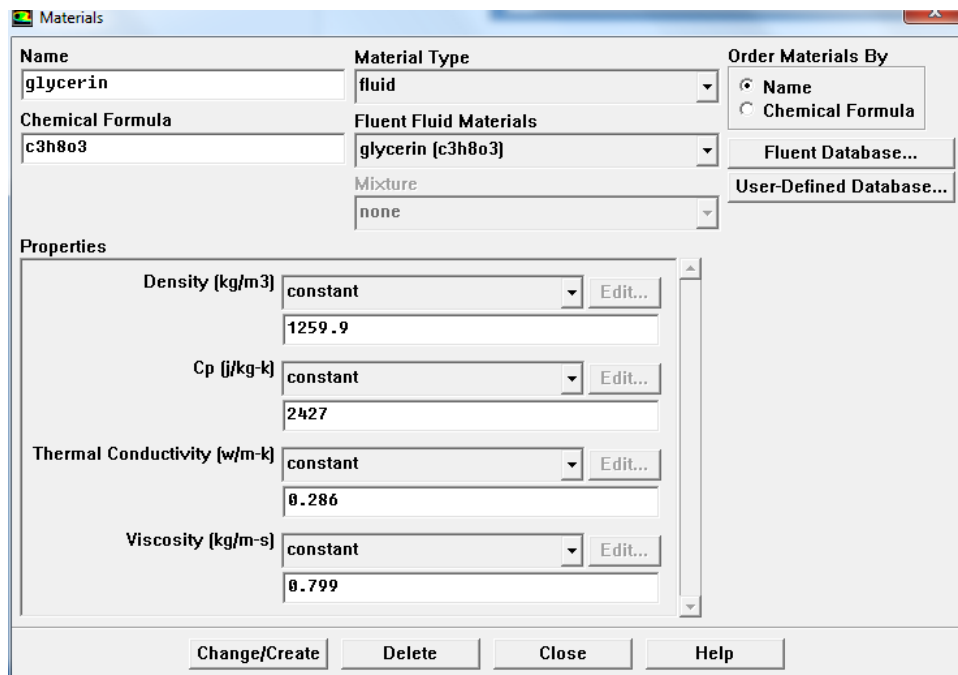 Materials
Name
glycerin
Material Type
fluid
Order Materials By
Name
Chemical Formula
Chemical Formula
c3h8o3
Fluent Fluid Materials
glycerin (c3h8o3)
Fluent Database...
Mixture
none
User-Defined Database...
Properties
Density (kg/m3)
constant
Edit...
1259.9
Cp (j/kg-k)
constant
Edit...
2427
Thermal Conductivity (w/m-k)
constant
Edit...
0.286
Viscosity (kg/m-s)
constant
Edit...
0.799
Change/Create
Delete
Close
Help